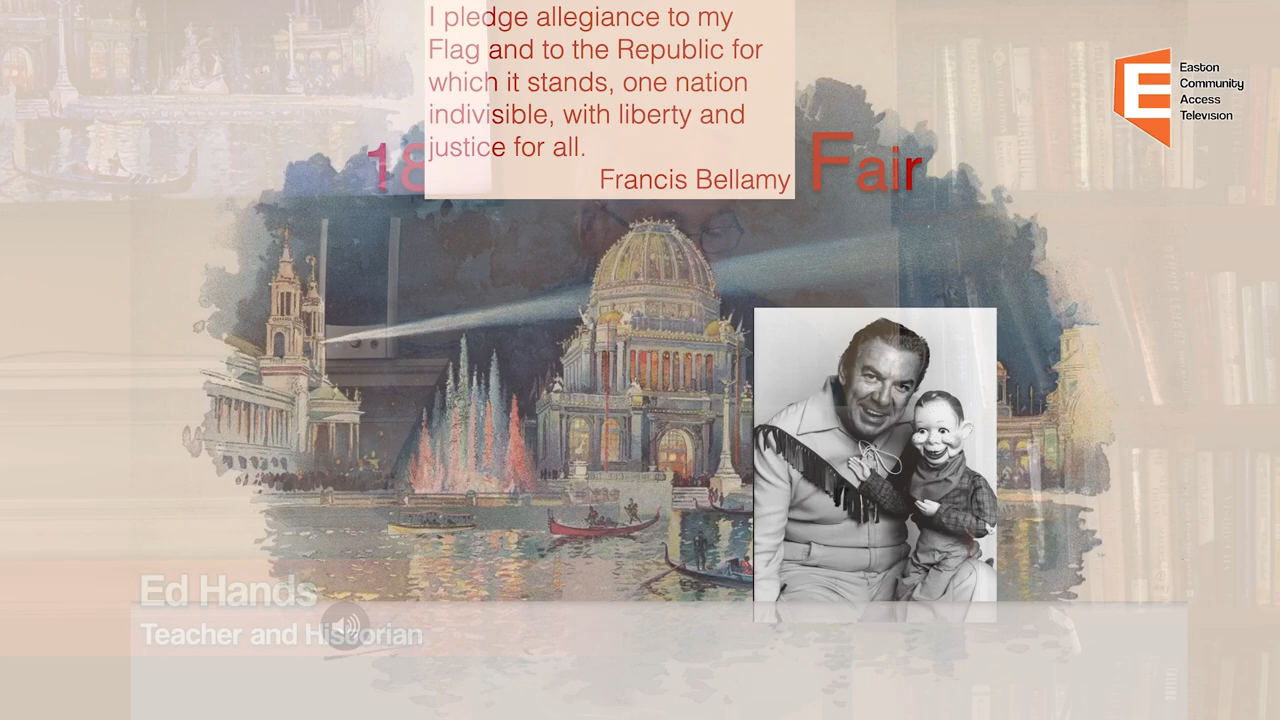 I pledge allegiance to my
Flag and to the Republic for
which it stands, one nation
indivisible, with liberty and
justice for all.
Francis Bellamy
18
Fair
Easton
Community
Access
Television
Ed Hands
Teacher and Historian